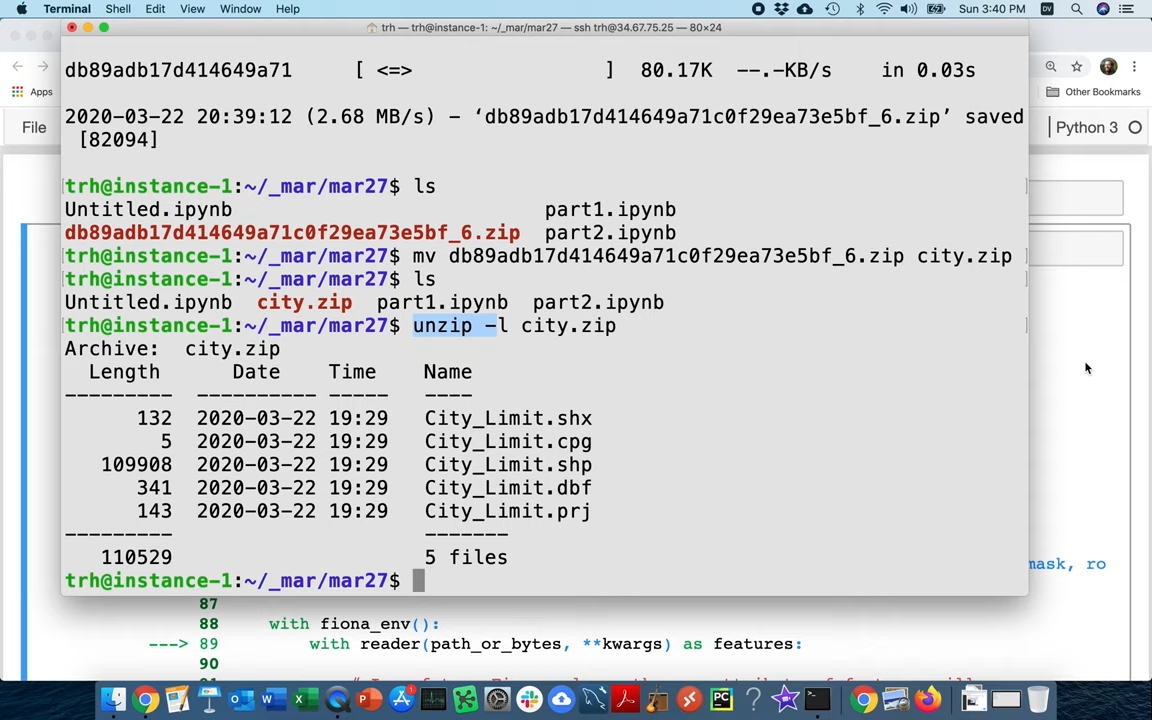 Terminal Shell Edit View Window Help Sun 3:40 PM
trh — trh@instance-1: ~/_mar/mar27 — ssh trh@34.67.75.25 — 80×24
db89adb17d414649a71 [ <=> ] 80.17K --.-KB/s in 0.03s
2020-03-22 20:39:12 (2.68 MB/s) - ‘db89adb17d414649a71c0f29ea73e5bf_6.zip’ saved
[82094]
trh@instance-1:~/_mar/mar27$ ls
Untitled.ipynb part1.ipynb
db89adb17d414649a71c0f29ea73e5bf_6.zip part2.ipynb
trh@instance-1:~/_mar/mar27$ mv db89adb17d414649a71c0f29ea73e5bf_6.zip city.zip
trh@instance-1:~/_mar/mar27$ ls
Untitled.ipynb city.zip part1.ipynb part2.ipynb
trh@instance-1:~/_mar/mar27$ unzip -l city.zip
Archive: city.zip
Length Date Time Name
--------- ---------- ----- ----
132 2020-03-22 19:29 City_Limit.shx
5 2020-03-22 19:29 City_Limit.cpg
109908 2020-03-22 19:29 City_Limit.shp
341 2020-03-22 19:29 City_Limit.dbf
143 2020-03-22 19:29 City_Limit.prj
--------- -------
110529 5 files
trh@instance-1:~/_mar/mar27$
Apps
Other Bookmarks
File
Python 3
mask, ro
87
88 with fiona_env():
---> 89 with reader(path_or_bytes, **kwargs) as features:
90